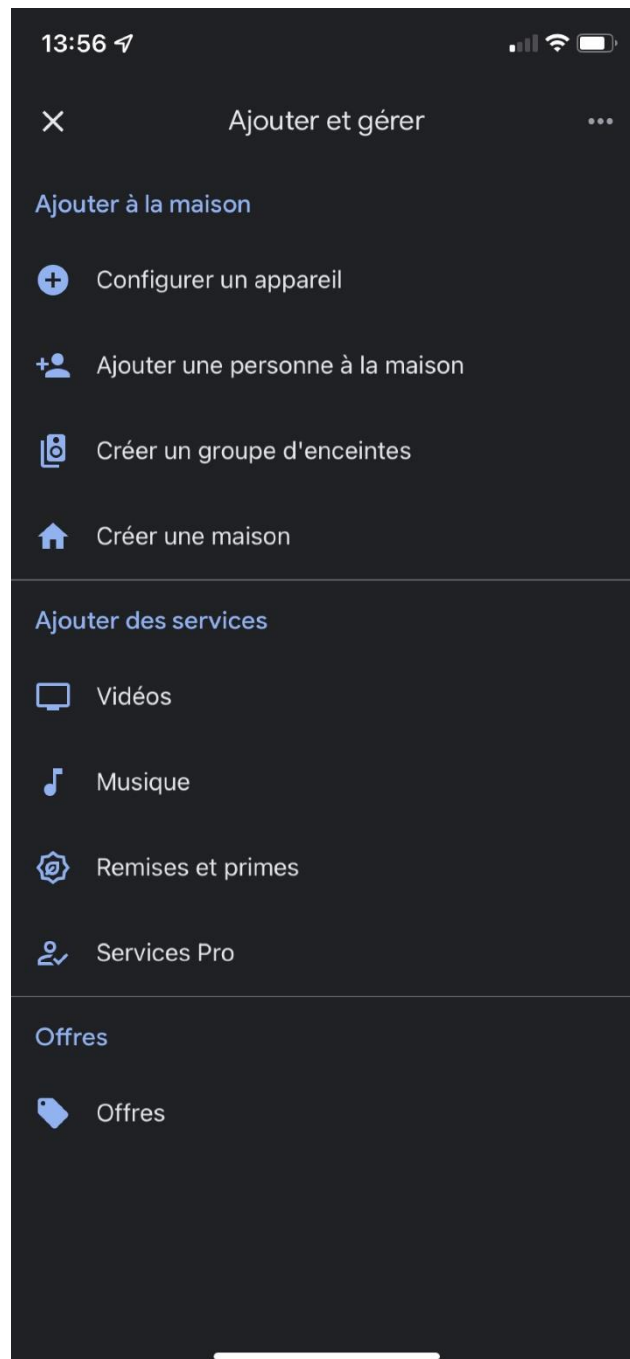 13:56
Ajouter et gérer
Ajouter à la maison
Configurer un appareil
Ajouter une personne à la maison
Créer un groupe d'enceintes
Créer une maison
Ajouter des services
Vidéos
Musique
Remises et primes
Services Pro
Offres
Offres